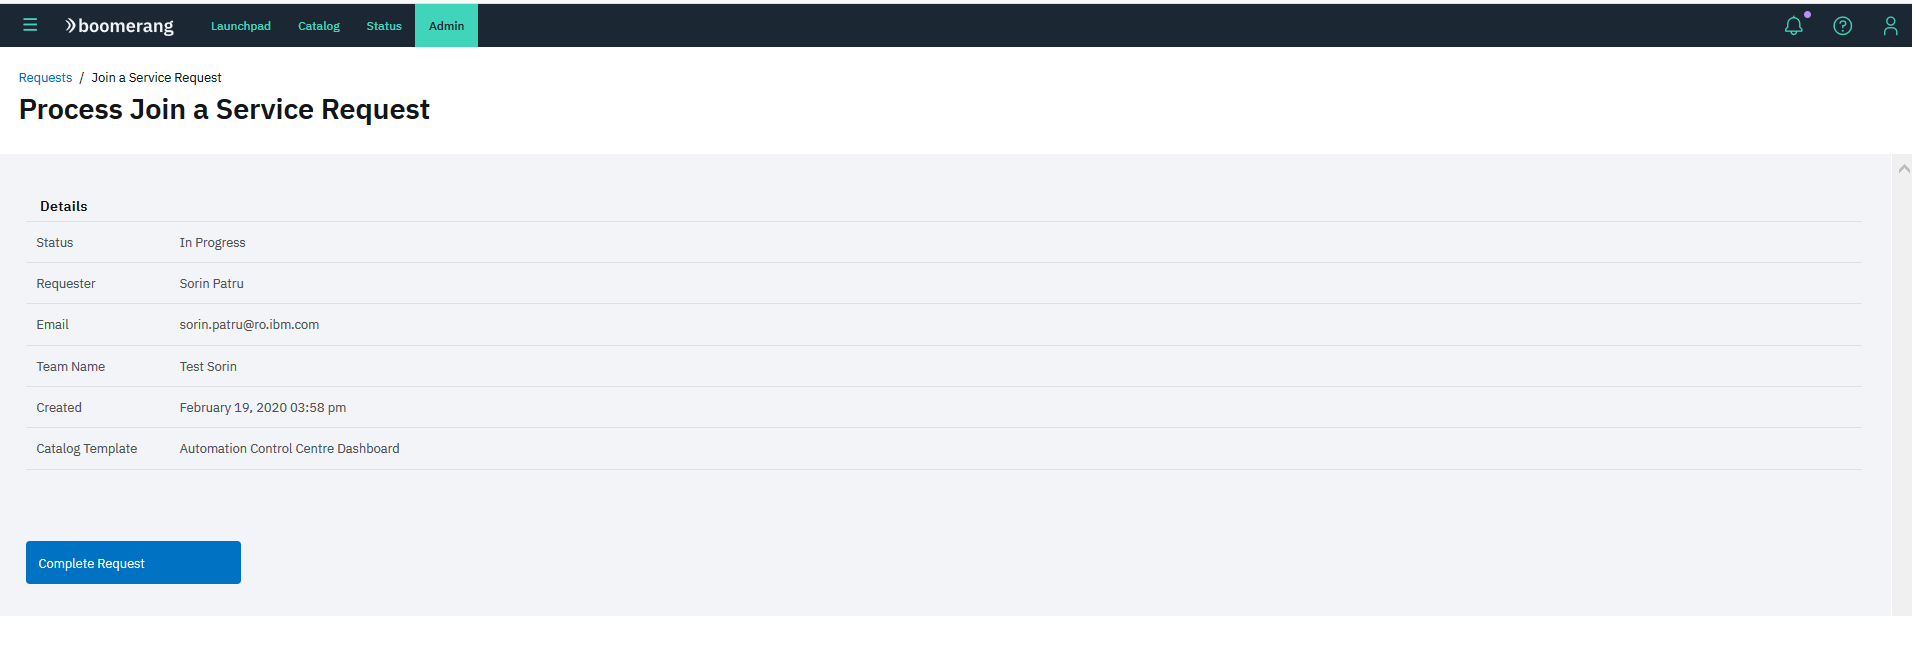 boomerang Launchpad Catalog Status Admin
Requests / Join a Service Request
Process Join a Service Request
Details
Status In Progress
Requester Sorin Patru
Email sorin.patru@ro.ibm.com
Team Name Test Sorin
Created February 19, 2020 03:58 pm
Catalog Template Automation Control Centre Dashboard
Complete Request